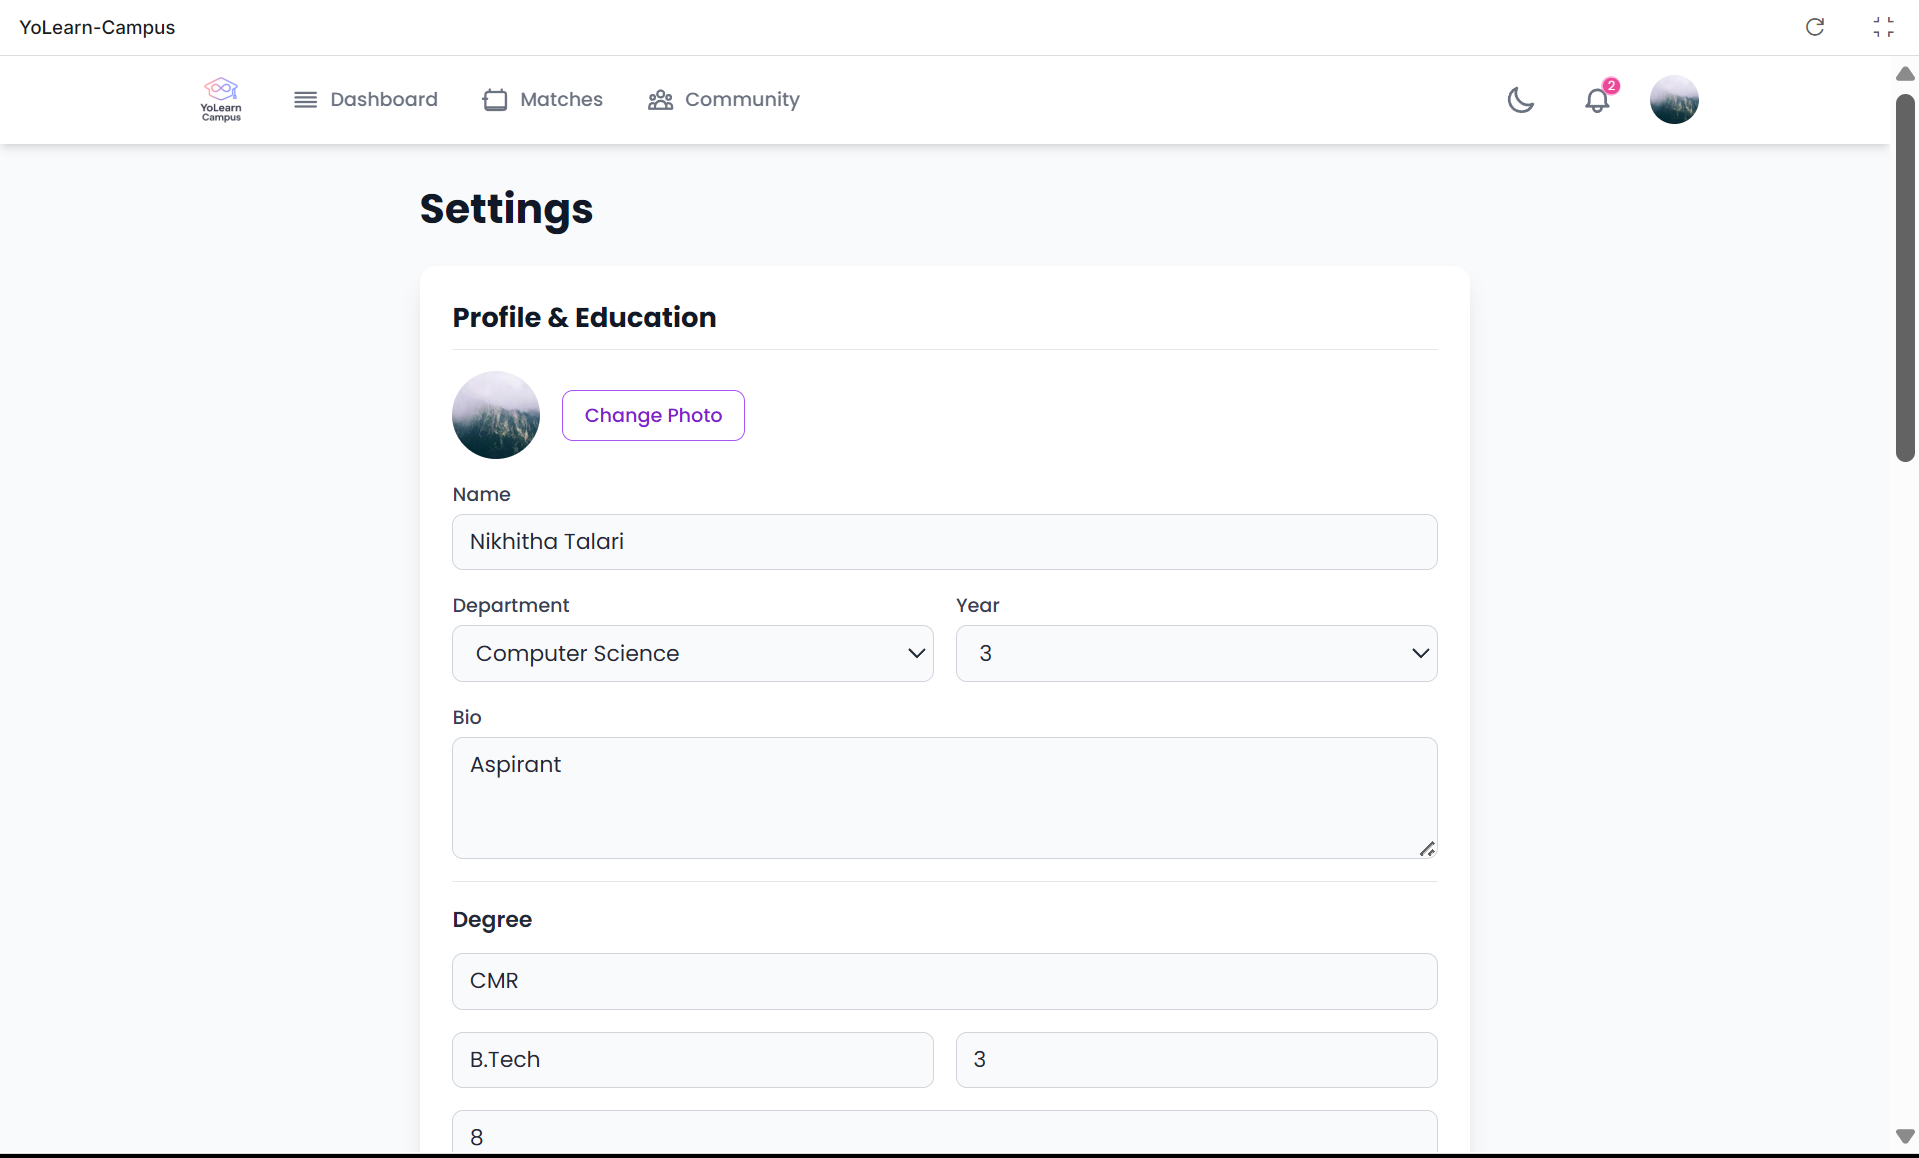 YoLearn-Campus
YoLearn
Campus
Dashboard
Matches
Community
2
Settings
Profile & Education
Change Photo
Name
Nikhitha Talari
Department
Year
Computer Science
3
Bio
Aspirant
Degree
CMR
B.Tech
3
8